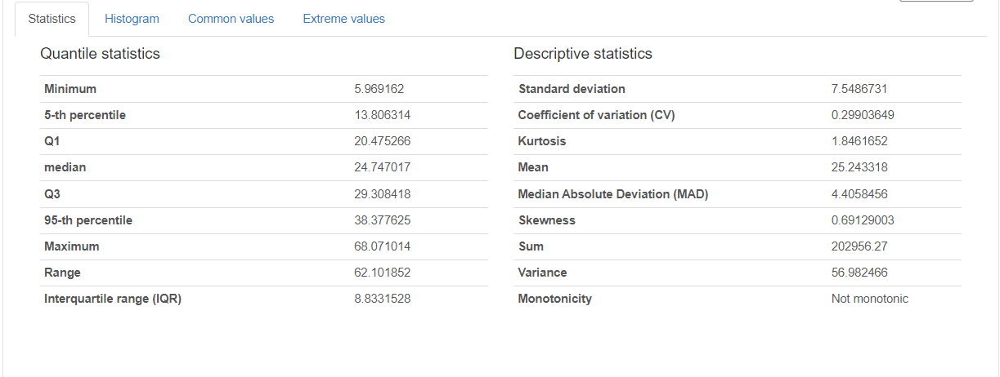 Statistics Histogram Common values Extreme values
Quantile statistics
Minimum 5.969162
5-th percentile 13.806314
Q1 20.475266
median 24.747017
Q3 29.308418
95-th percentile 38.377625
Maximum 68.071014
Range 62.101852
Interquartile range (IQR) 8.8331528
Descriptive statistics
Standard deviation 7.5486731
Coefficient of variation (CV) 0.29903649
Kurtosis 1.8461652
Mean 25.243318
Median Absolute Deviation (MAD) 4.4058456
Skewness 0.69129003
Sum 202956.27
Variance 56.982466
Monotonicity Not monotonic